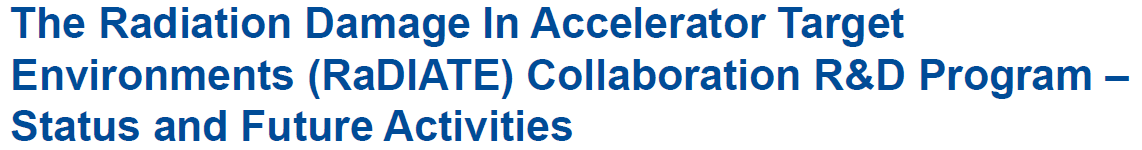 The Radiation Damage In Accelerator Target
Environments (RaDIATE) Collaboration R&D Program –
Status and Future Activities